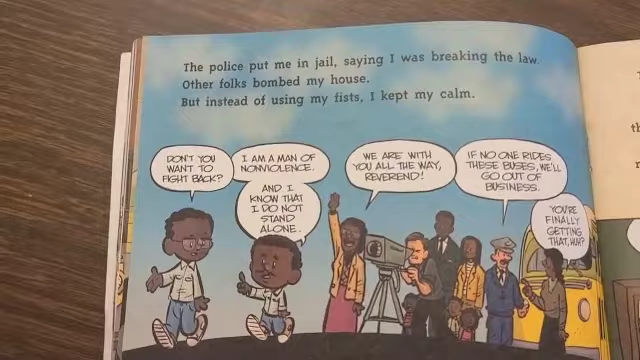 The police put me in jail, saying I was breaking the law.
Other folks bombed my house.
But instead of using my fists, I kept my calm.
DON'T YOU
WANT TO
FIGHT BACK?
I AM A MAN OF
NONVIOLENCE.
AND I
KNOW THAT
I DO NOT
STAND
ALONE.
WE ARE WITH
YOU ALL THE WAY,
REVEREND!
IF NO ONE RIDES
THESE BUSES, WE'LL
GO OUT OF
BUSINESS.
YOU'RE
FINALLY
GETTING
THAT, HUH?